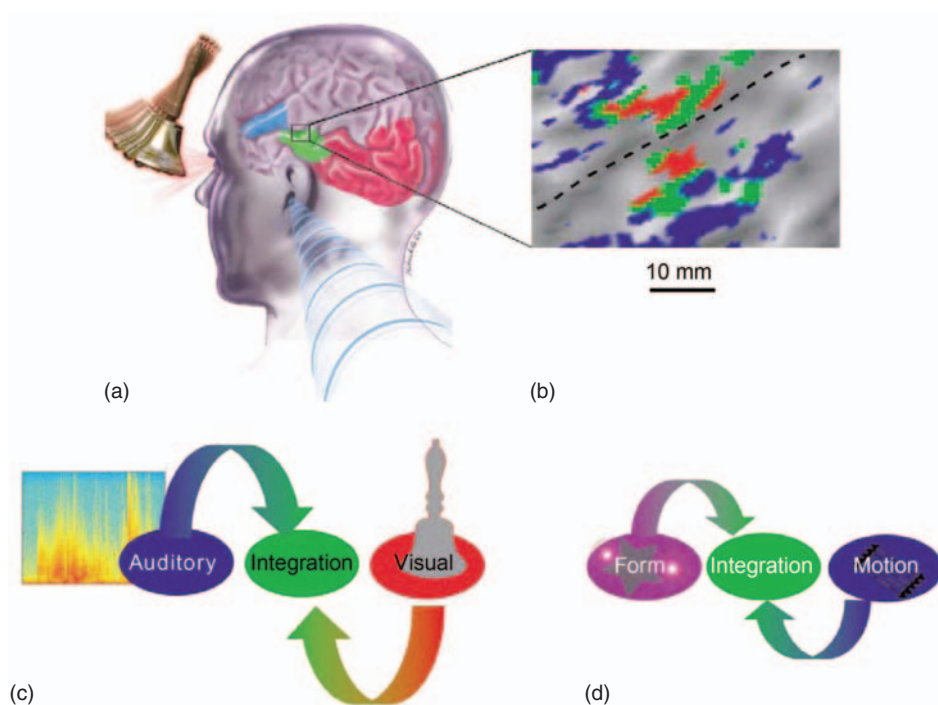 10 mm
(a)
(b)
Auditory
Integration
Visual
Form
Integration
Motion
(c)
(d)